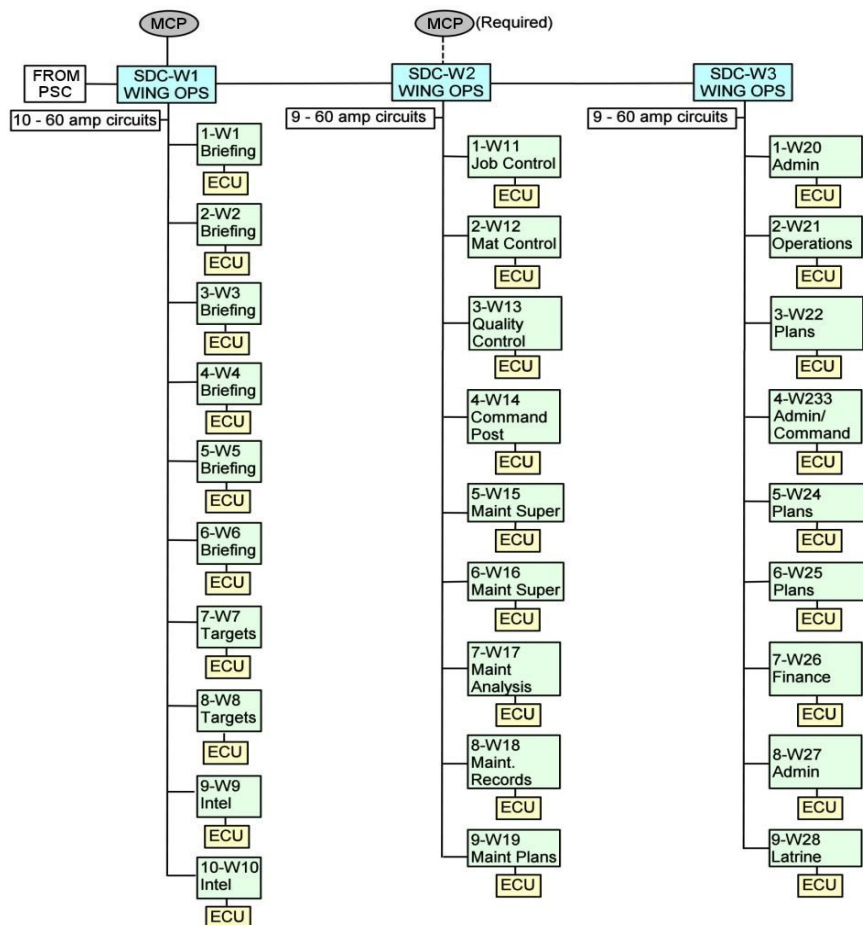 MCP
MCP
(Required)
FROM
PSC
SDC-W1
WING OPS
SDC-W2
WING OPS
SDC-W3
WING OPS
10 - 60 amp circuits
9 - 60 amp circuits
9 - 60 amp circuits
1-W1
Briefing
ECU
2-W2
Briefing
ECU
3-W3
Briefing
ECU
4-W4
Briefing
ECU
5-W5
Briefing
ECU
6-W6
Briefing
ECU
7-W7
Targets
ECU
8-W8
Targets
ECU
9-W9
Intel
ECU
10-W10
Intel
ECU
1-W11
Job Control
ECU
2-W12
Mat Control
ECU
3-W13
Quality
Control
ECU
4-W14
Command
Post
ECU
5-W15
Maint Super
ECU
6-W16
Maint Super
ECU
7-W17
Maint
Analysis
ECU
8-W18
Maint.
Records
ECU
9-W19
Maint Plans
ECU
1-W20
Admin
ECU
2-W21
Operations
ECU
3-W22
Plans
ECU
4-W233
Admin/
Command
ECU
5-W24
Plans
ECU
6-W25
Plans
ECU
7-W26
Finance
ECU
8-W27
Admin
ECU
9-W28
Latrine
ECU